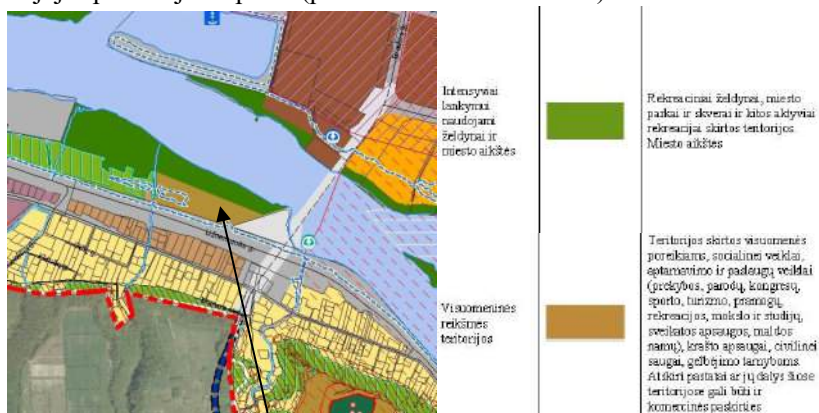 Intensyviai
lankymui
naudojami
želdynai ir
miesto aikštės
Rekreaciniai želdynai, miesto
parkai ir skverai ir kitos aktyviai
rekreacijai skirtos teritorijos.
Miesto aikštės
Visuomeninės
reikšmės
teritorijos
Teritorijos skirtos visuomenės
poreikiams, socialinei veiklai,
aptarnavimo ir paslaugų veiklai
(prekybos, parodų, kongresų,
sporto, turizmo, pramogų,
rekreacijos, mokslo ir studijų,
sveikatos apsaugos, maldos
namų), krašto apsaugai, civilinei
saugai, gelbėjimo tarnyboms.
Atskiri pastatai ar jų dalys šiose
teritorijose gali būti ir
komercinės paskirties